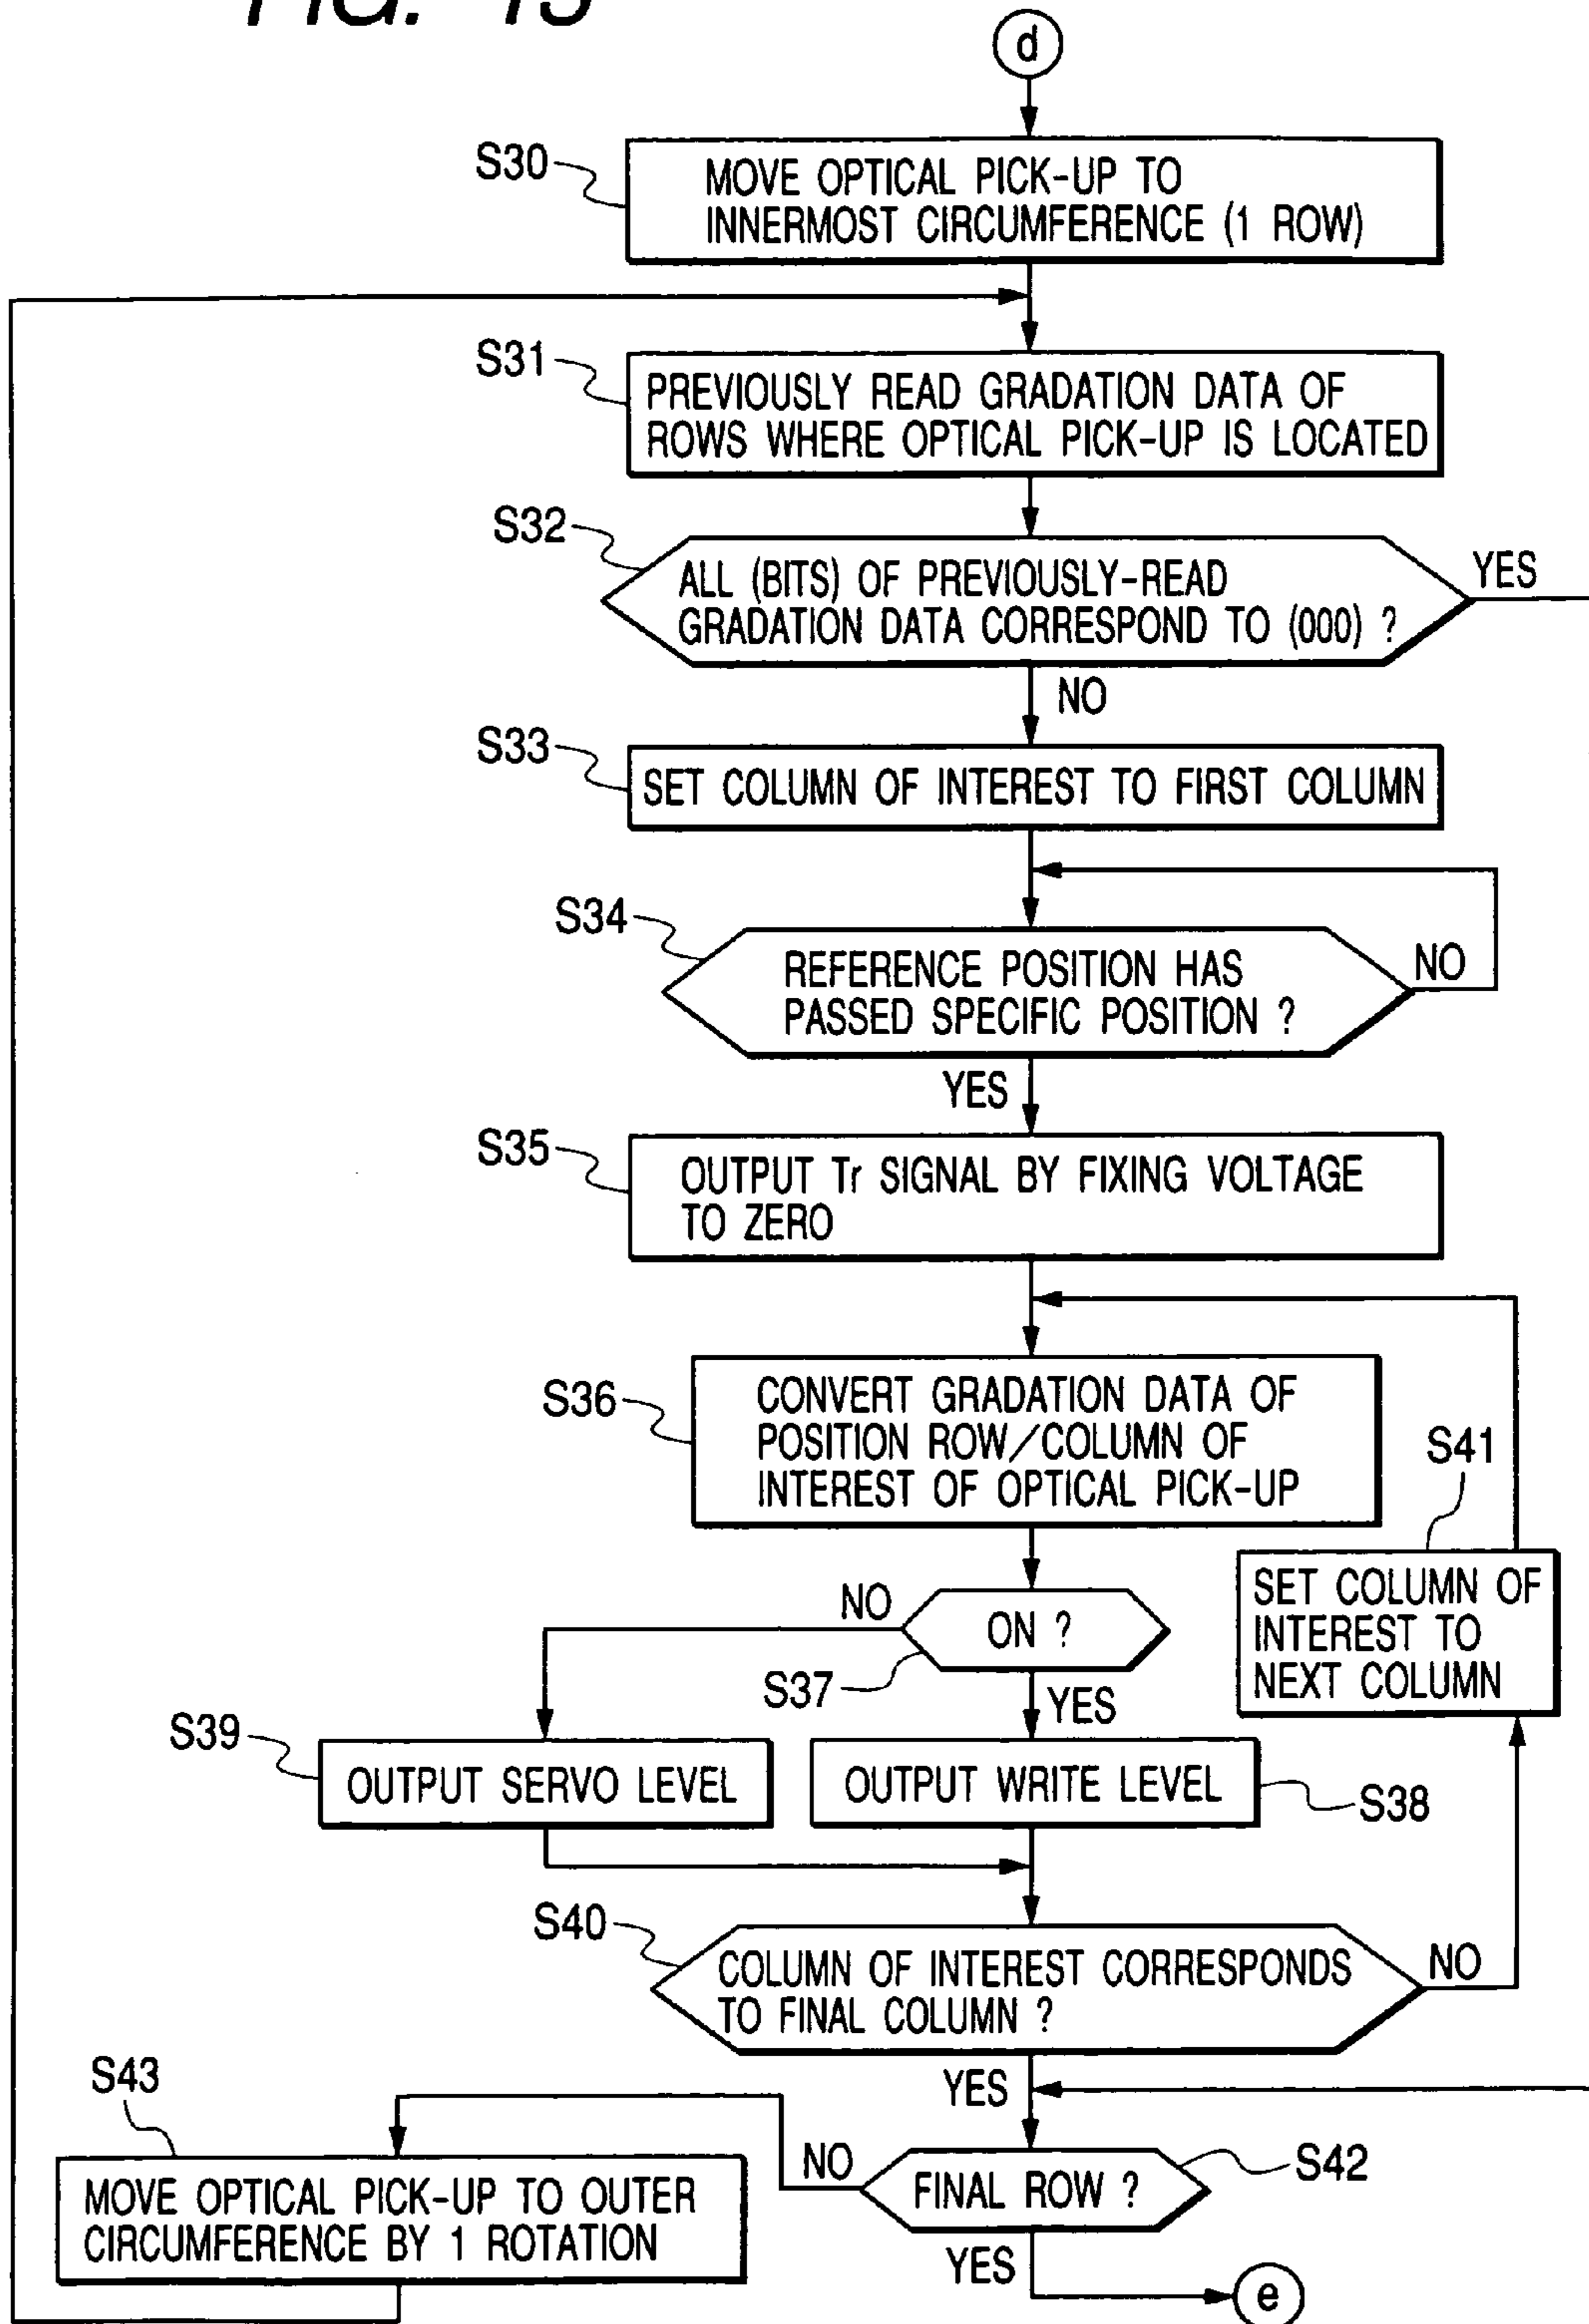 FIG. 15
d
S30
MOVE OPTICAL PICK-UP TO
INNERMOST CIRCUMFERENCE (1 ROW)
S31
PREVIOUSLY READ GRADATION DATA OF
ROWS WHERE OPTICAL PICK-UP IS LOCATED
S32
ALL (BITS) OF PREVIOUSLY-READ
GRADATION DATA CORRESPOND TO (000) ?
YES
NO
S33
SET COLUMN OF INTEREST TO FIRST COLUMN
S34
REFERENCE POSITION HAS
PASSED SPECIFIC POSITION ?
NO
YES
S35
OUTPUT Tr SIGNAL BY FIXING VOLTAGE
TO ZERO
S36
CONVERT GRADATION DATA OF
POSITION ROW/COLUMN OF
INTEREST OF OPTICAL PICK-UP
S41
SET COLUMN OF
INTEREST TO
NEXT COLUMN
NO
ON ?
S37
YES
S39
OUTPUT SERVO LEVEL
OUTPUT WRITE LEVEL
S38
S40
COLUMN OF INTEREST CORRESPONDS
TO FINAL COLUMN ?
NO
YES
S43
MOVE OPTICAL PICK-UP TO OUTER
CIRCUMFERENCE BY 1 ROTATION
NO
FINAL ROW ?
S42
YES
e